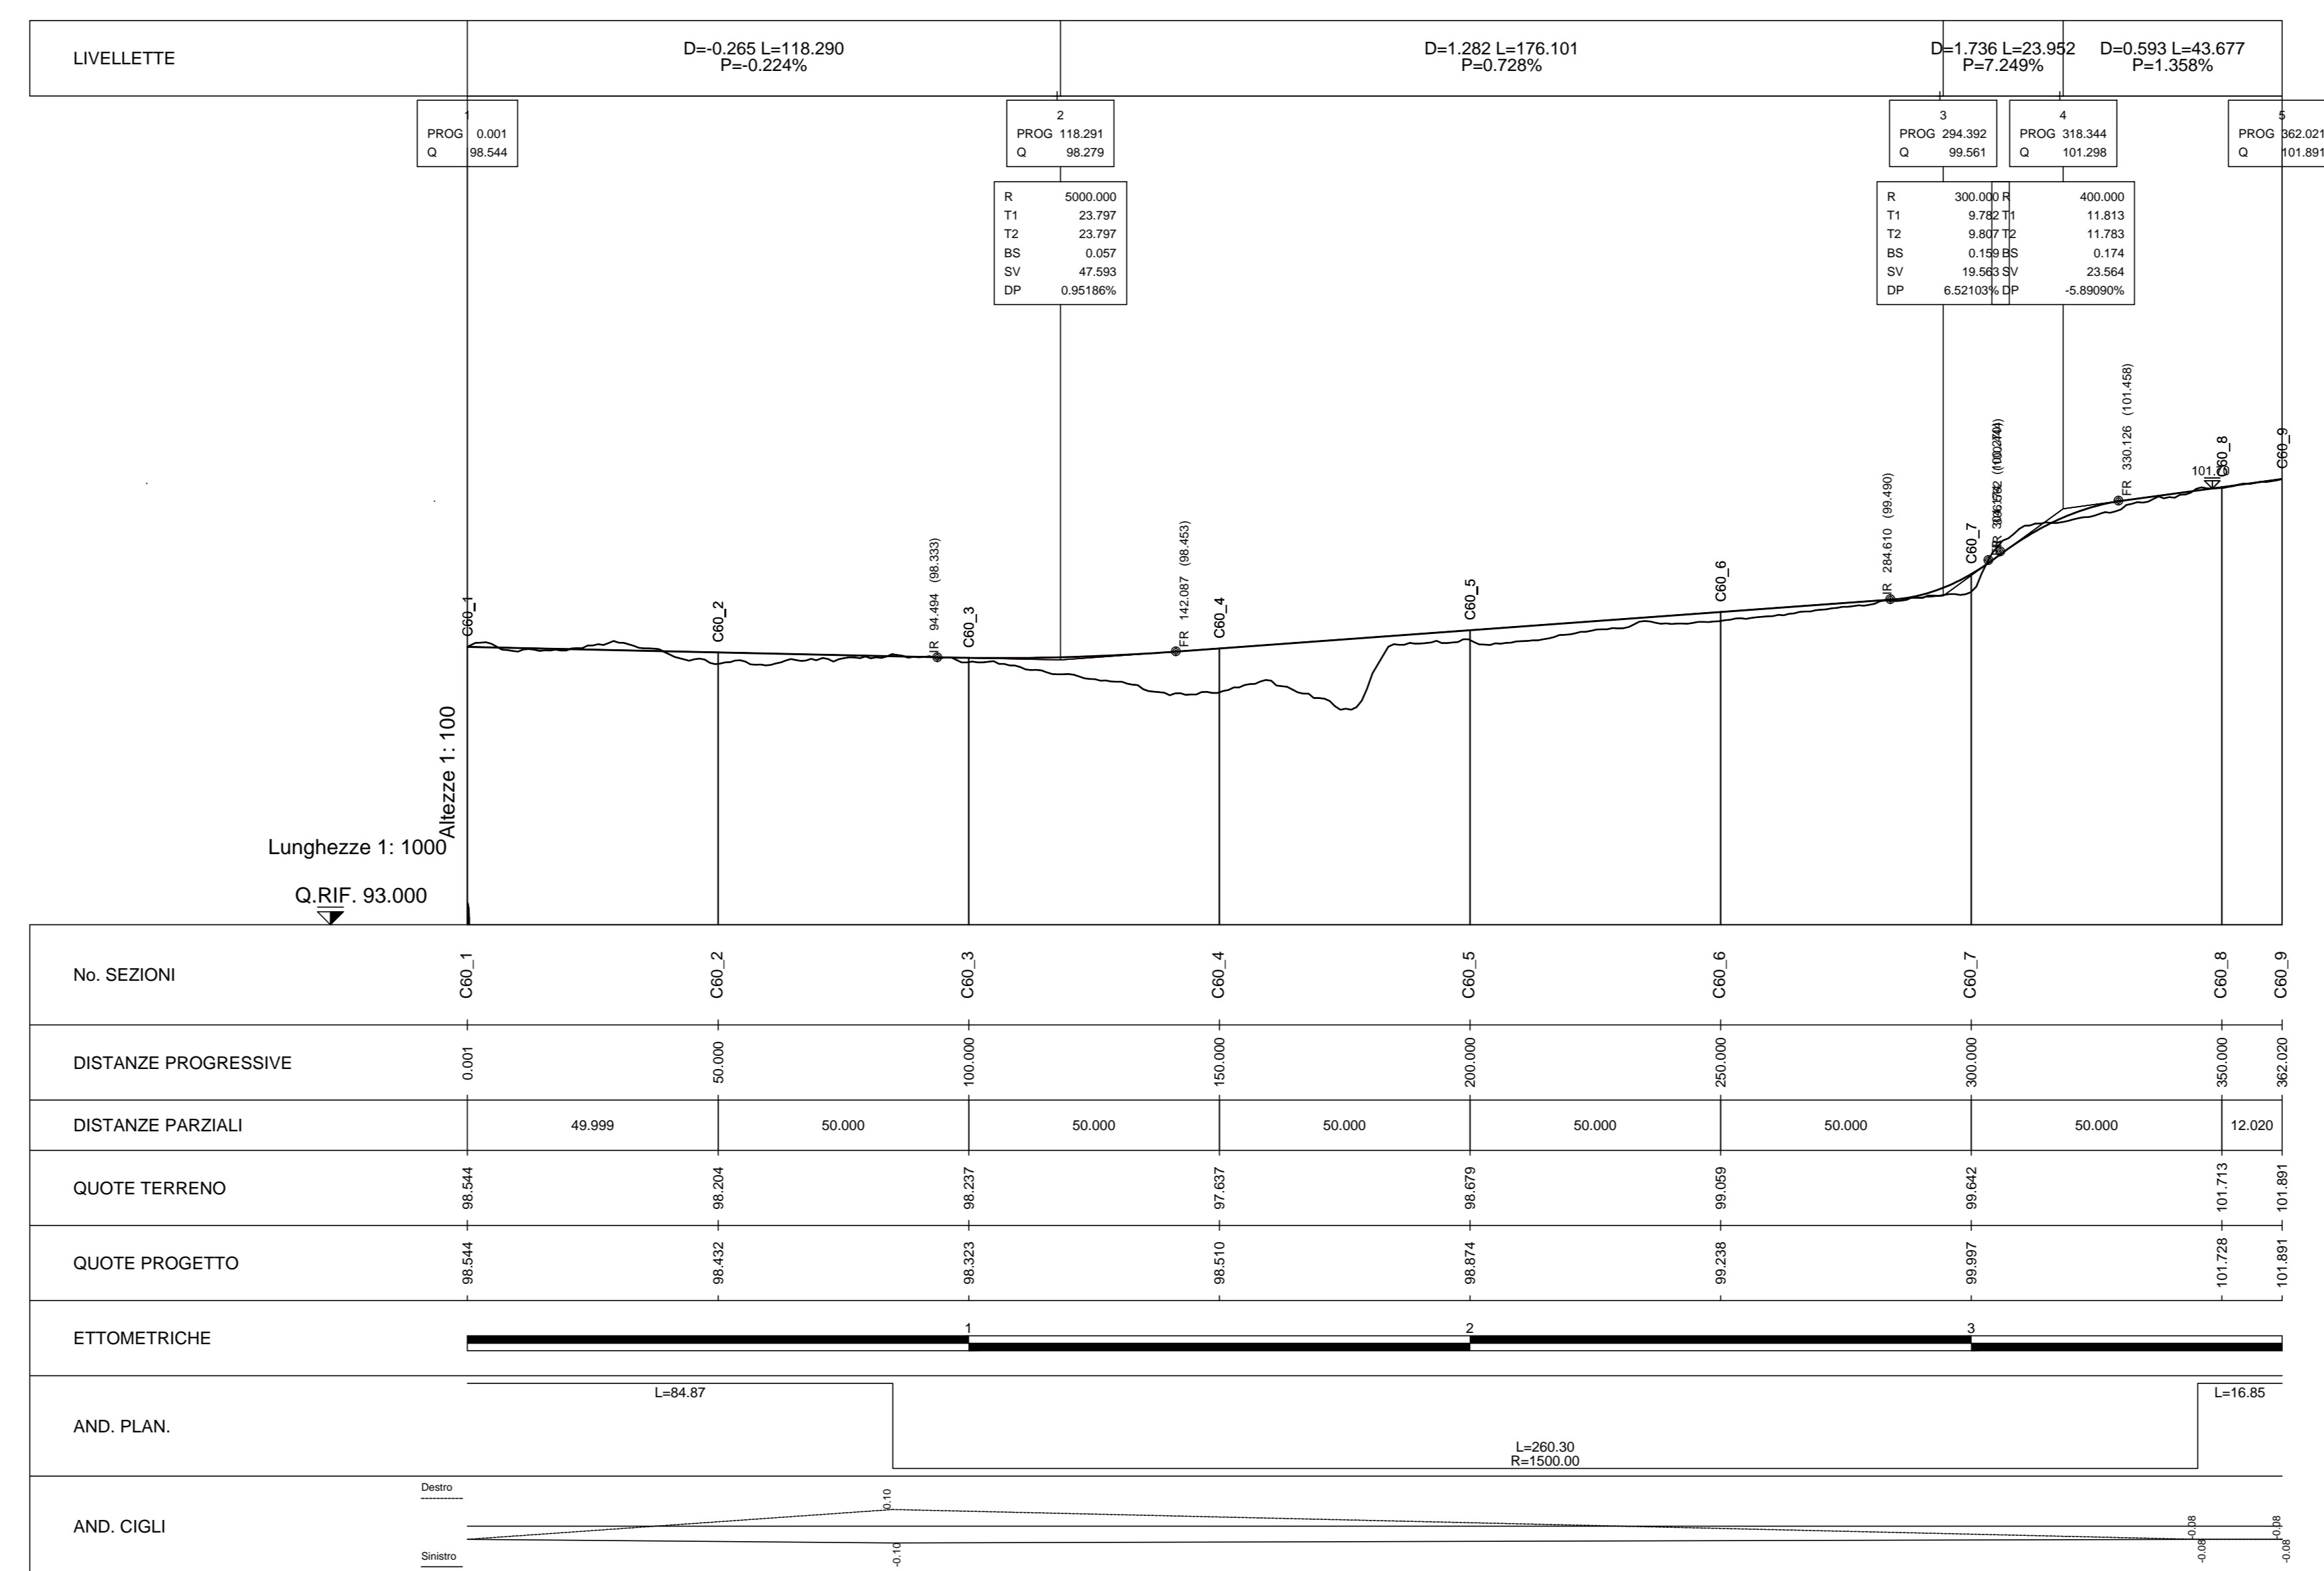 LIVELLETTE
D=-0.265 L=118.290
P=-0.224%
D=1.282 L=176.101
P=0.728%
D=1.736 L=23.952
P=7.249%
D=0.593 L=43.677
P=1.358%
1
PROG 0.001
Q 98.544
2
PROG 118.291
Q 98.279
3
PROG 294.392
Q 99.561
4
PROG 318.344
Q 101.298
5
PROG 362.021
Q 101.891
R 5000.000
T1 23.797
T2 23.797
BS 0.057
SV 47.593
DP 0.95186%
R 300.000
T1 9.782
T2 9.807
BS 0.159
SV 19.563
DP 6.52103%
R 400.000
T1 11.813
T2 11.783
BS 0.174
SV 23.564
DP -5.89090%
C60_1
C60_2
IR 94.494 (98.333)
C60_3
FR 142.087 (98.453)
C60_4
C60_5
C60_6
IR 284.610 (99.490)
C60_7
FR 330.126 (101.458)
C60_8
C60_9
Altezze 1: 100
Lunghezze 1: 1000
Q.RIF. 93.000
No. SEZIONI
C60_1 C60_2 C60_3 C60_4 C60_5 C60_6 C60_7 C60_8 C60_9
DISTANZE PROGRESSIVE
0.001 50.000 100.000 150.000 200.000 250.000 300.000 350.000 362.020
DISTANZE PARZIALI
49.999 50.000 50.000 50.000 50.000 50.000 50.000 12.020
QUOTE TERRENO
98.544 98.204 98.237 97.637 98.679 99.059 99.642 101.713 101.891
QUOTE PROGETTO
98.544 98.432 98.323 98.510 98.874 99.238 99.997 101.728 101.891
ETTOMETRICHE
1 2 3
AND. PLAN.
L=84.87
L=260.30
R=1500.00
L=16.85
AND. CIGLI
Destro
Sinistro
0.10
-0.10
-0.08
-0.08
-0.08
-0.08